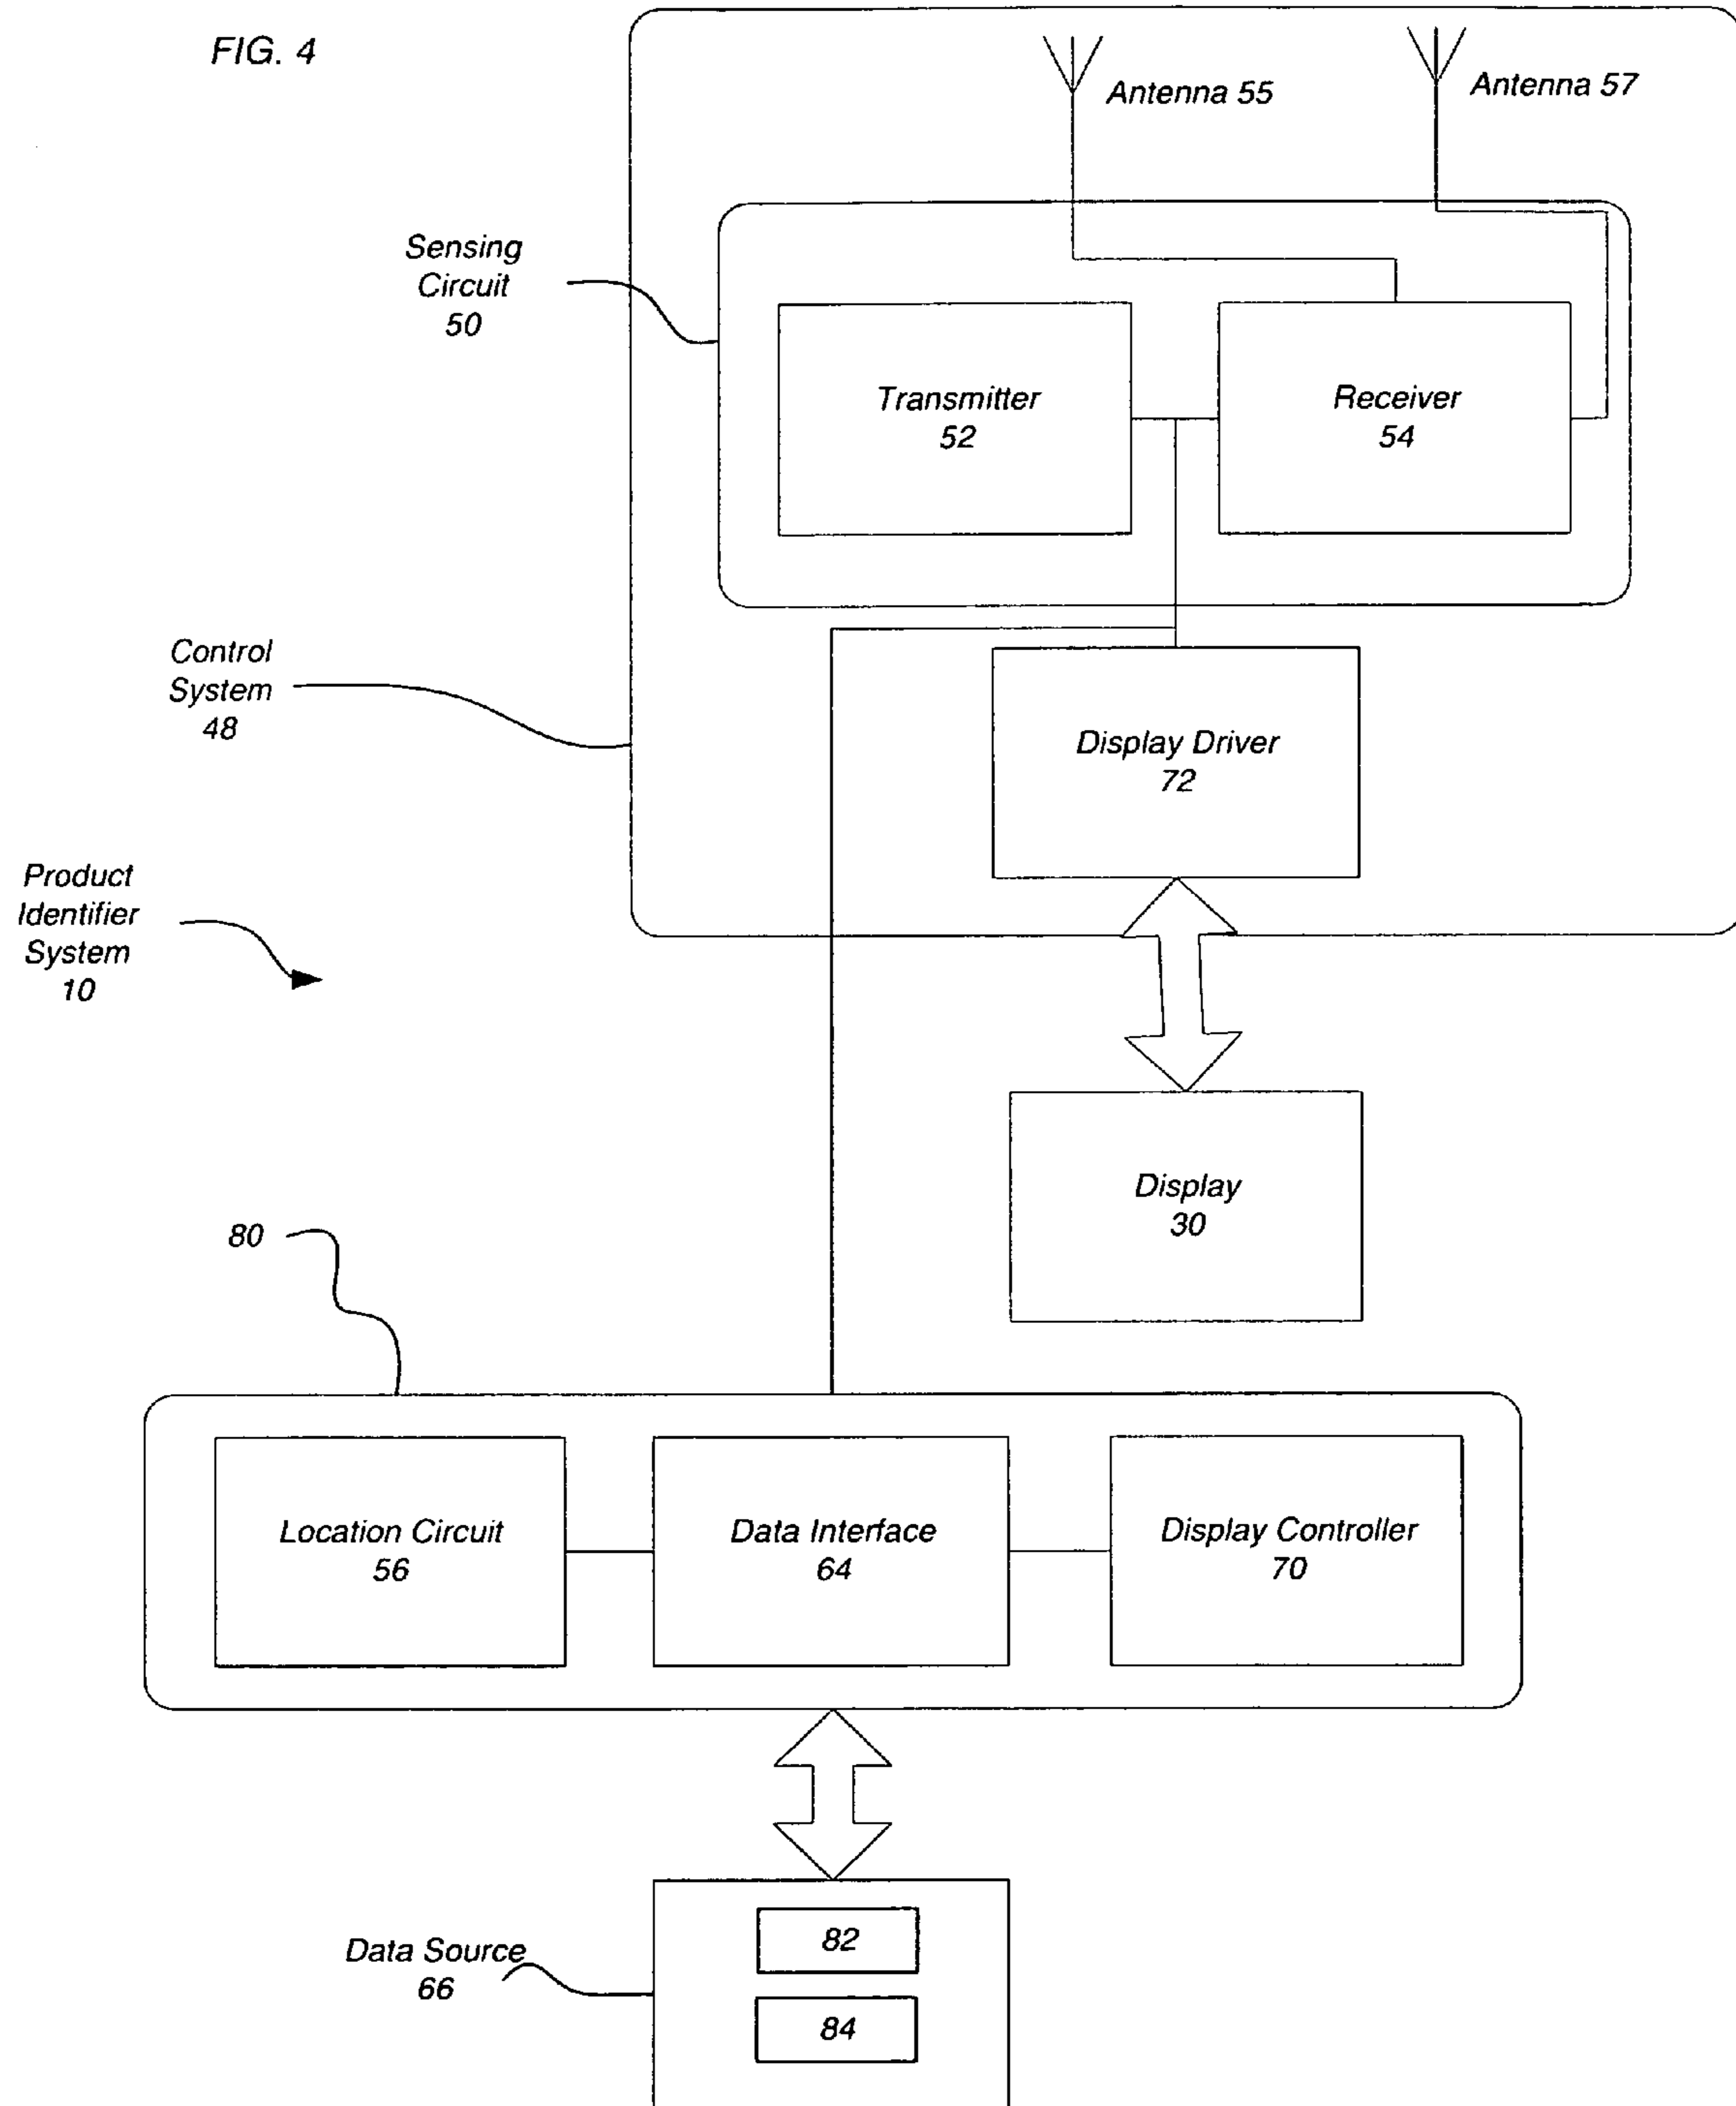 FIG. 4
Antenna 55
Antenna 57
Sensing
Circuit
50
Transmitter
52
Receiver
54
Control
System
48
Display Driver
72
Product
Identifier
System
10
Display
30
80
Location Circuit
56
Data Interface
64
Display Controller
70
Data Source
66
82
84